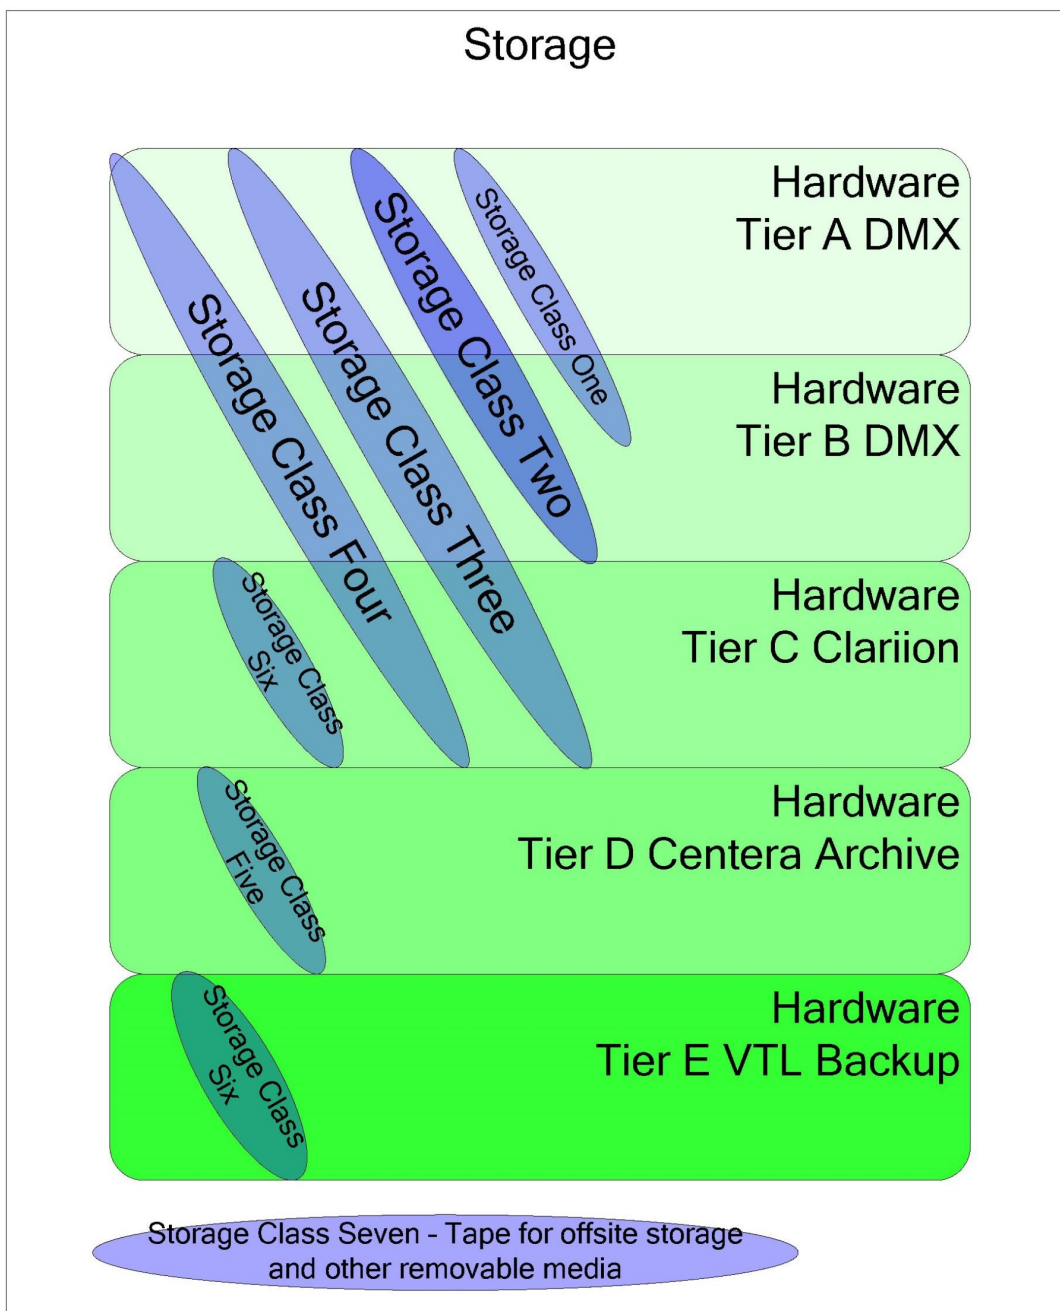 Storage
Hardware
Tier A DMX
Storage Class One
Storage Class Two
Storage Class Three
Storage Class Four
Hardware
Tier B DMX
Hardware
Tier C Clariion
Storage Class
Six
Hardware
Tier D Centera Archive
Storage Class
Five
Hardware
Tier E VTL Backup
Storage Class
Six
Storage Class Seven - Tape for offsite storage
and other removable media